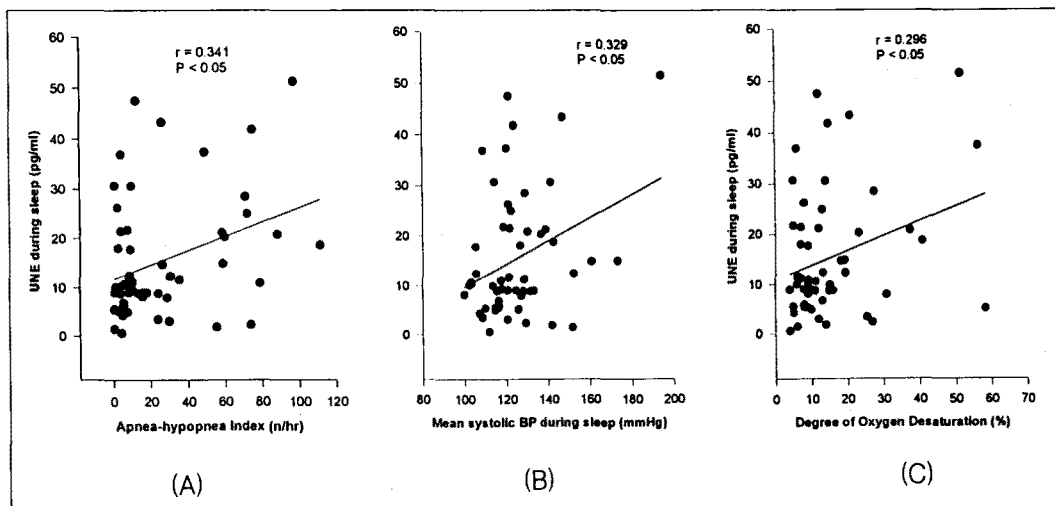 r = 0.341
P < 0.05
UNE during sleep (pg/ml)
60
50
40
30
20
10
0
0 20 40 60 80 100 120
Apnea-hypopnea Index (n/hr)
(A)
r = 0.329
P < 0.05
60
50
40
30
20
10
0
80 100 120 140 160 180 200
Mean systolic BP during sleep (mmHg)
(B)
r = 0.296
P < 0.05
UNE during sleep (pg/ml)
60
50
40
30
20
10
0
0 10 20 30 40 50 60 70
Degree of Oxygen Desaturation (%)
(C)